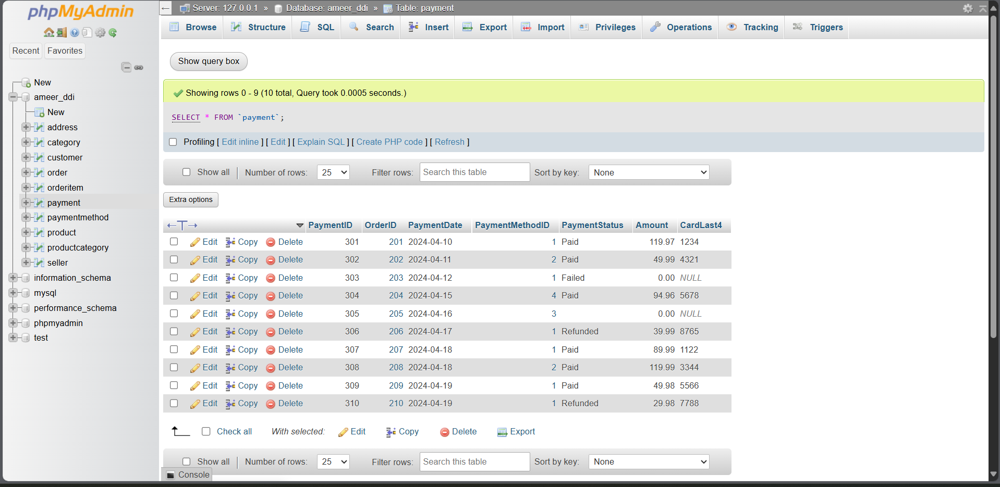 phpMyAdmin
Recent Favorites
New
ameer_ddi
New
address
category
customer
order
orderitem
payment
paymentmethod
product
productcategory
seller
information_schema
mysql
performance_schema
phpmyadmin
test
Server: 127.0.0.1 » Database: ameer_ddi » Table: payment
Browse Structure SQL Search Insert Export Import Privileges Operations Tracking Triggers
Show query box
Showing rows 0 - 9 (10 total, Query took 0.0005 seconds.)
SELECT * FROM `payment`;
Profiling [ Edit inline ] [ Edit ] [ Explain SQL ] [ Create PHP code ] [ Refresh ]
Show all Number of rows: 25 Filter rows: Search this table Sort by key: None
Extra options
PaymentID OrderID PaymentDate PaymentMethodID PaymentStatus Amount CardLast4
Edit Copy Delete 301 201 2024-04-10 1 Paid 119.97 1234
Edit Copy Delete 302 202 2024-04-11 2 Paid 49.99 4321
Edit Copy Delete 303 203 2024-04-12 1 Failed 0.00 NULL
Edit Copy Delete 304 204 2024-04-15 4 Paid 94.96 5678
Edit Copy Delete 305 205 2024-04-16 3 0.00 NULL
Edit Copy Delete 306 206 2024-04-17 1 Refunded 39.99 8765
Edit Copy Delete 307 207 2024-04-18 1 Paid 89.99 1122
Edit Copy Delete 308 208 2024-04-18 2 Paid 119.99 3344
Edit Copy Delete 309 209 2024-04-19 1 Paid 49.98 5566
Edit Copy Delete 310 210 2024-04-19 1 Refunded 29.98 7788
Check all With selected: Edit Copy Delete Export
Show all Number of rows: 25 Filter rows: Search this table Sort by key: None
Console